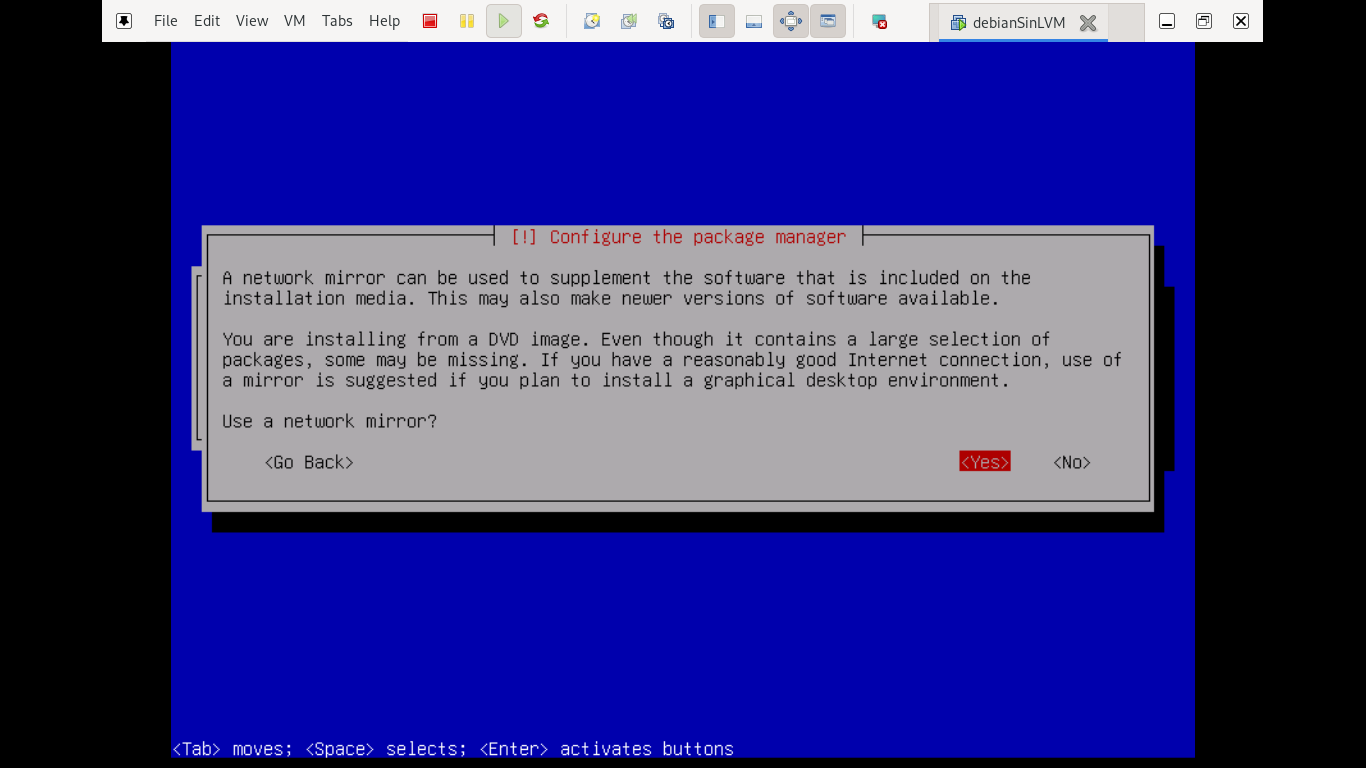 File Edit View VM Tabs Help
debianSinLVM
[!] Configure the package manager
A network mirror can be used to supplement the software that is included on the
installation media. This may also make newer versions of software available.
You are installing from a DVD image. Even though it contains a large selection of
packages, some may be missing. If you have a reasonably good Internet connection, use of
a mirror is suggested if you plan to install a graphical desktop environment.
Use a network mirror?
<Go Back> <Yes> <No>
<Tab> moves; <Space> selects; <Enter> activates buttons